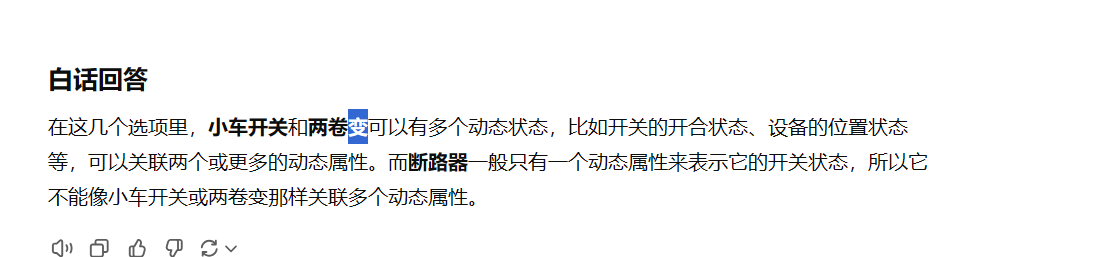 白话回答
在这几个选项里，小车开关和两卷变可以有多个动态状态，比如开关的开合状态、设备的位置状态
等，可以关联两个或更多的动态属性。而断路器一般只有一个动态属性来表示它的开关状态，所以它
不能像小车开关或两卷变那样关联多个动态属性。